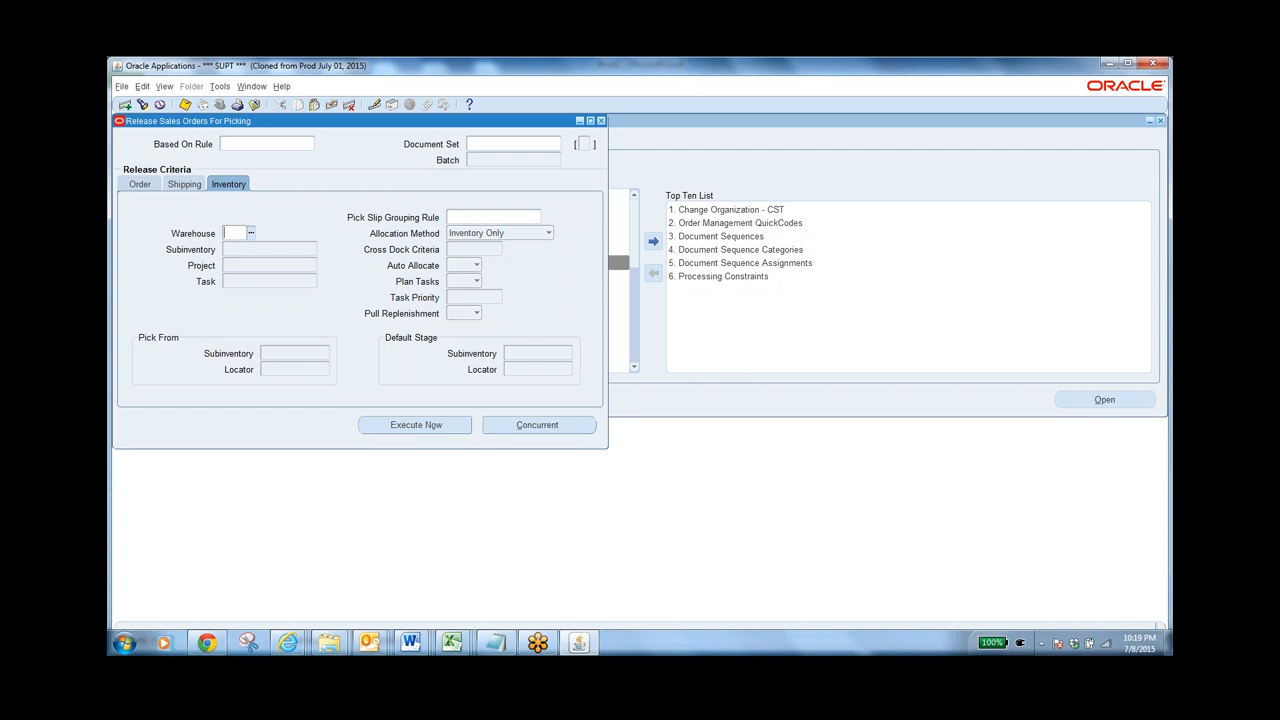 Oracle Applications - *** SUPT *** (Cloned from Prod July 01, 2015)
File Edit View Folder Tools Window Help
ORACLE
Release Sales Orders For Picking
Based On Rule
Document Set
[ ]
Batch
Release Criteria
Order Shipping Inventory
Pick Slip Grouping Rule
Warehouse
Allocation Method Inventory Only
Subinventory
Cross Dock Criteria
Project
Auto Allocate
Task
Plan Tasks
Task Priority
Pull Replenishment
Pick From
Default Stage
Subinventory
Subinventory
Locator
Locator
Execute Now
Concurrent
Top Ten List
1. Change Organization - CST
2. Order Management QuickCodes
3. Document Sequences
4. Document Sequence Categories
5. Document Sequence Assignments
6. Processing Constraints
Open
100%
10:19 PM
7/8/2015